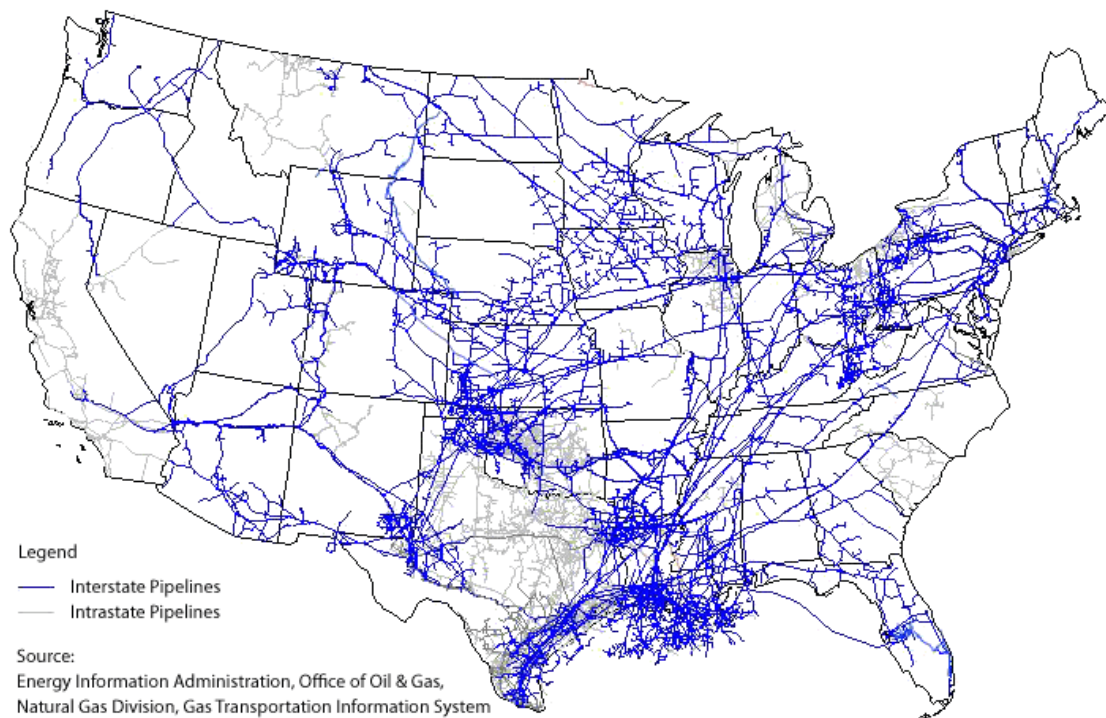 Legend
Interstate Pipelines
Intrastate Pipelines
Source:
Energy Information Administration, Office of Oil & Gas,
Natural Gas Division, Gas Transportation Information System